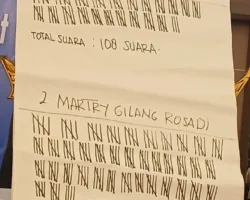 TOTAL SUARA : 108 SUARA.
2 MARTRY GILANG ROSADI